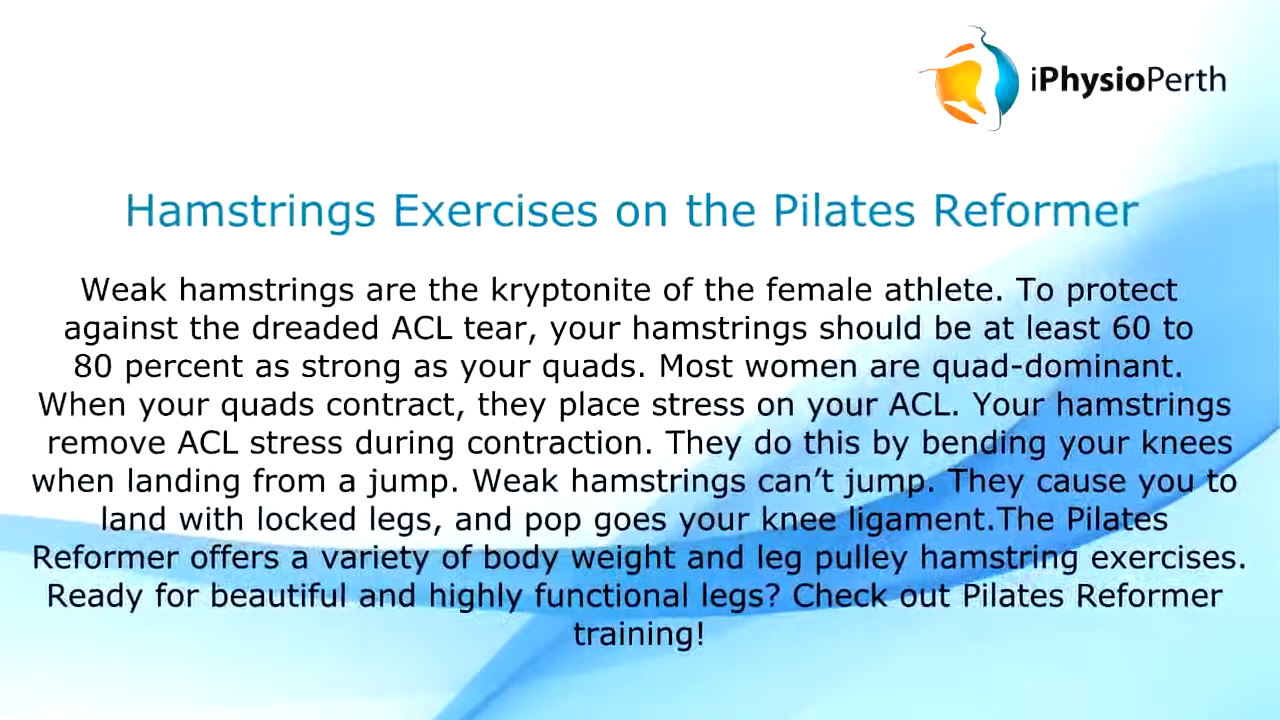 iPhysioPerth
Hamstrings Exercises on the Pilates Reformer
Weak hamstrings are the kryptonite of the female athlete. To protect
against the dreaded ACL tear, your hamstrings should be at least 60 to
80 percent as strong as your quads. Most women are quad-dominant.
When your quads contract, they place stress on your ACL. Your hamstrings
remove ACL stress during contraction. They do this by bending your knees
when landing from a jump. Weak hamstrings can’t jump. They cause you to
land with locked legs, and pop goes your knee ligament.The Pilates
Reformer offers a variety of body weight and leg pulley hamstring exercises.
Ready for beautiful and highly functional legs? Check out Pilates Reformer
training!